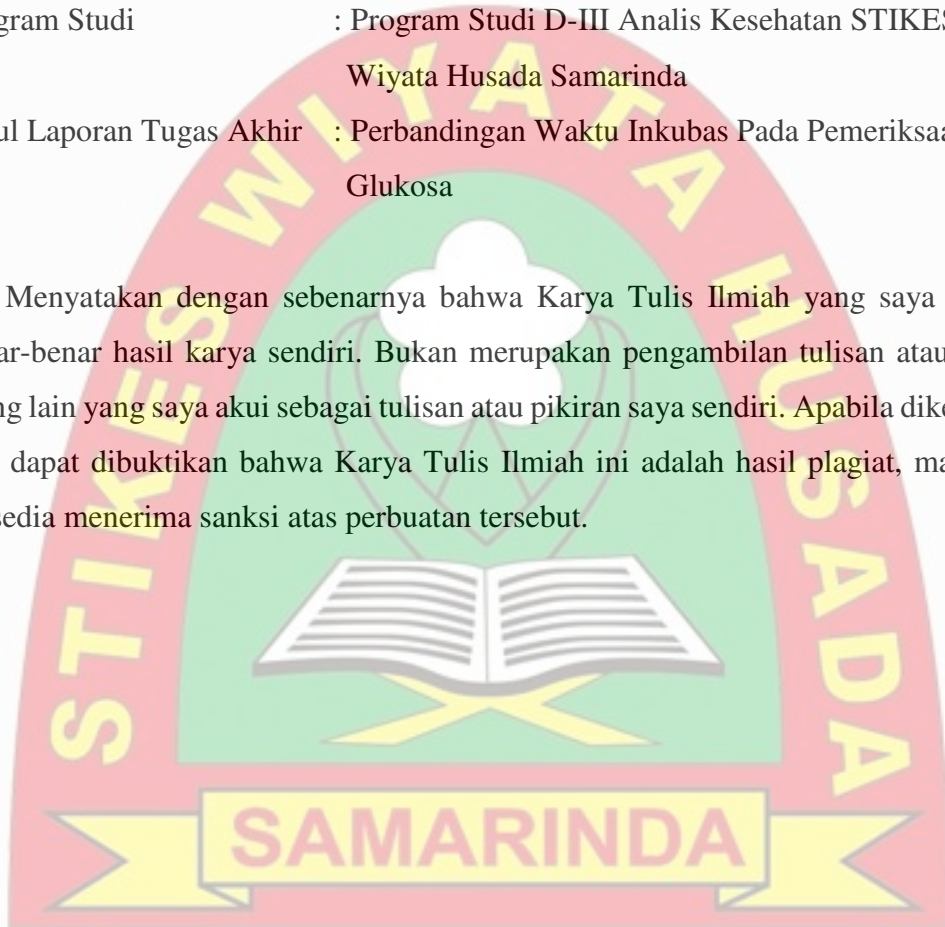 gram Studi : Program Studi D-III Analis Kesehatan STIKES
Wiyata Husada Samarinda
ul Laporan Tugas Akhir : Perbandingan Waktu Inkubas Pada Pemeriksaa
Glukosa
Menyatakan dengan sebenarnya bahwa Karya Tulis Ilmiah yang saya
ar-benar hasil karya sendiri. Bukan merupakan pengambilan tulisan atau
ng lain yang saya akui sebagai tulisan atau pikiran saya sendiri. Apabila dike
dapat dibuktikan bahwa Karya Tulis Ilmiah ini adalah hasil plagiat, ma
sedia menerima sanksi atas perbuatan tersebut.
STIKES WIYATA HUSADA
SAMARINDA